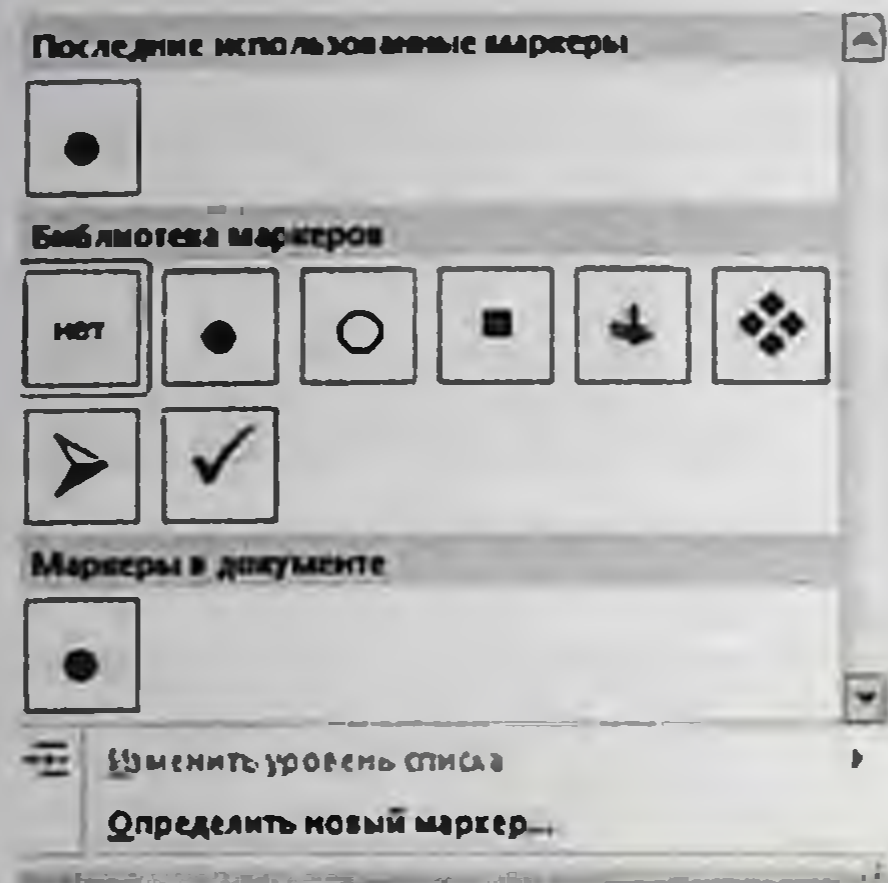 Последние использованные маркеры
Библиотека маркеров
нет
Маркеры в документе
Изменить уровень списка
Определить новый маркер...